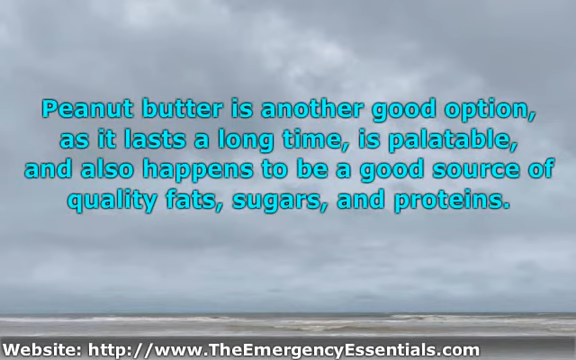 Peanut butter is another good option,
as it lasts a long time, is palatable,
and also happens to be a good source of
quality fats, sugars, and proteins.
Website: http://www.TheEmergencyEssentials.com